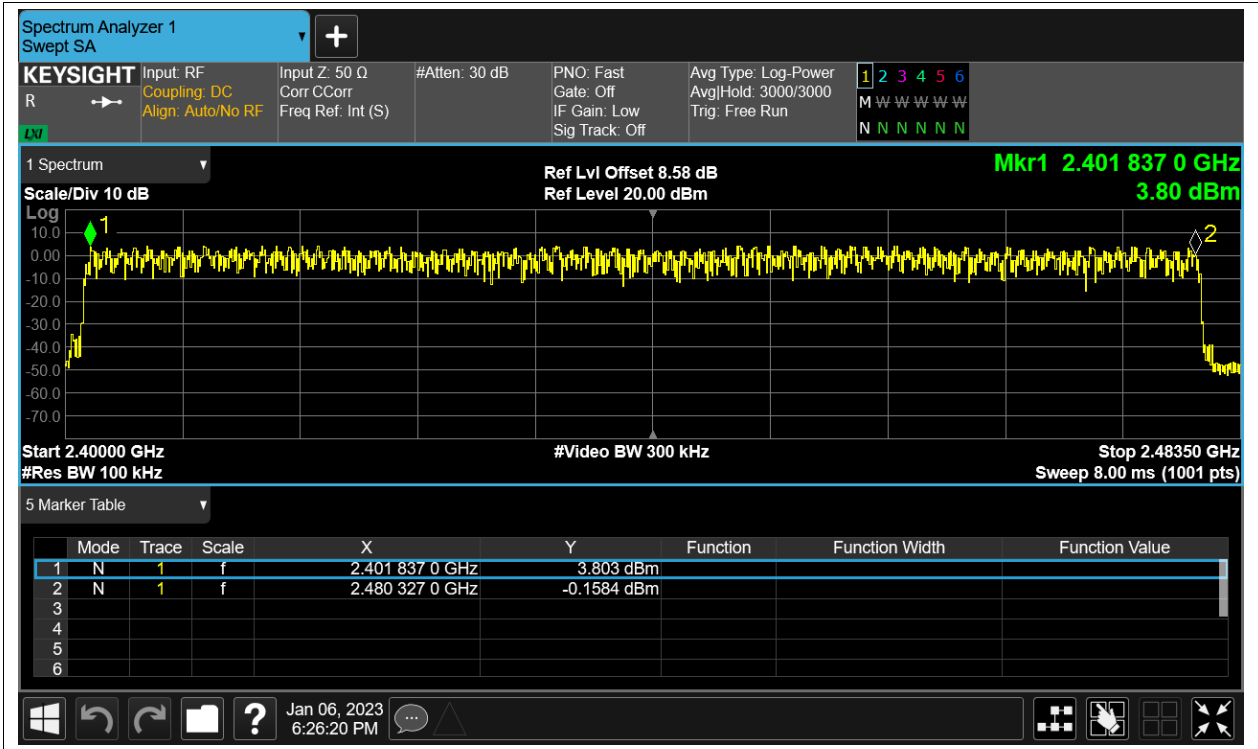 Spectrum Analyzer 1
Swept SA
KEYSIGHT
R
LXI
Input: RF
Coupling: DC
Align: Auto/No RF
Input Z: 50 Ω
Corr CCorr
Freq Ref: Int (S)
#Atten: 30 dB
PNO: Fast
Gate: Off
IF Gain: Low
Sig Track: Off
Avg Type: Log-Power
Avg|Hold: 3000/3000
Trig: Free Run
1 2 3 4 5 6
M W W W W W
N N N N N N
1 Spectrum
Scale/Div 10 dB
Ref Lvl Offset 8.58 dB
Ref Level 20.00 dBm
Mkr1 2.401 837 0 GHz
3.80 dBm
Log
10.0
0.00
-10.0
-20.0
-30.0
-40.0
-50.0
-60.0
-70.0
1
2
Start 2.40000 GHz
#Res BW 100 kHz
#Video BW 300 kHz
Stop 2.48350 GHz
Sweep 8.00 ms (1001 pts)
5 Marker Table
Mode Trace Scale X Y Function Function Width Function Value
1 N 1 f 2.401 837 0 GHz 3.803 dBm
2 N 1 f 2.480 327 0 GHz -0.1584 dBm
3
4
5
6
?
Jan 06, 2023
6:26:20 PM